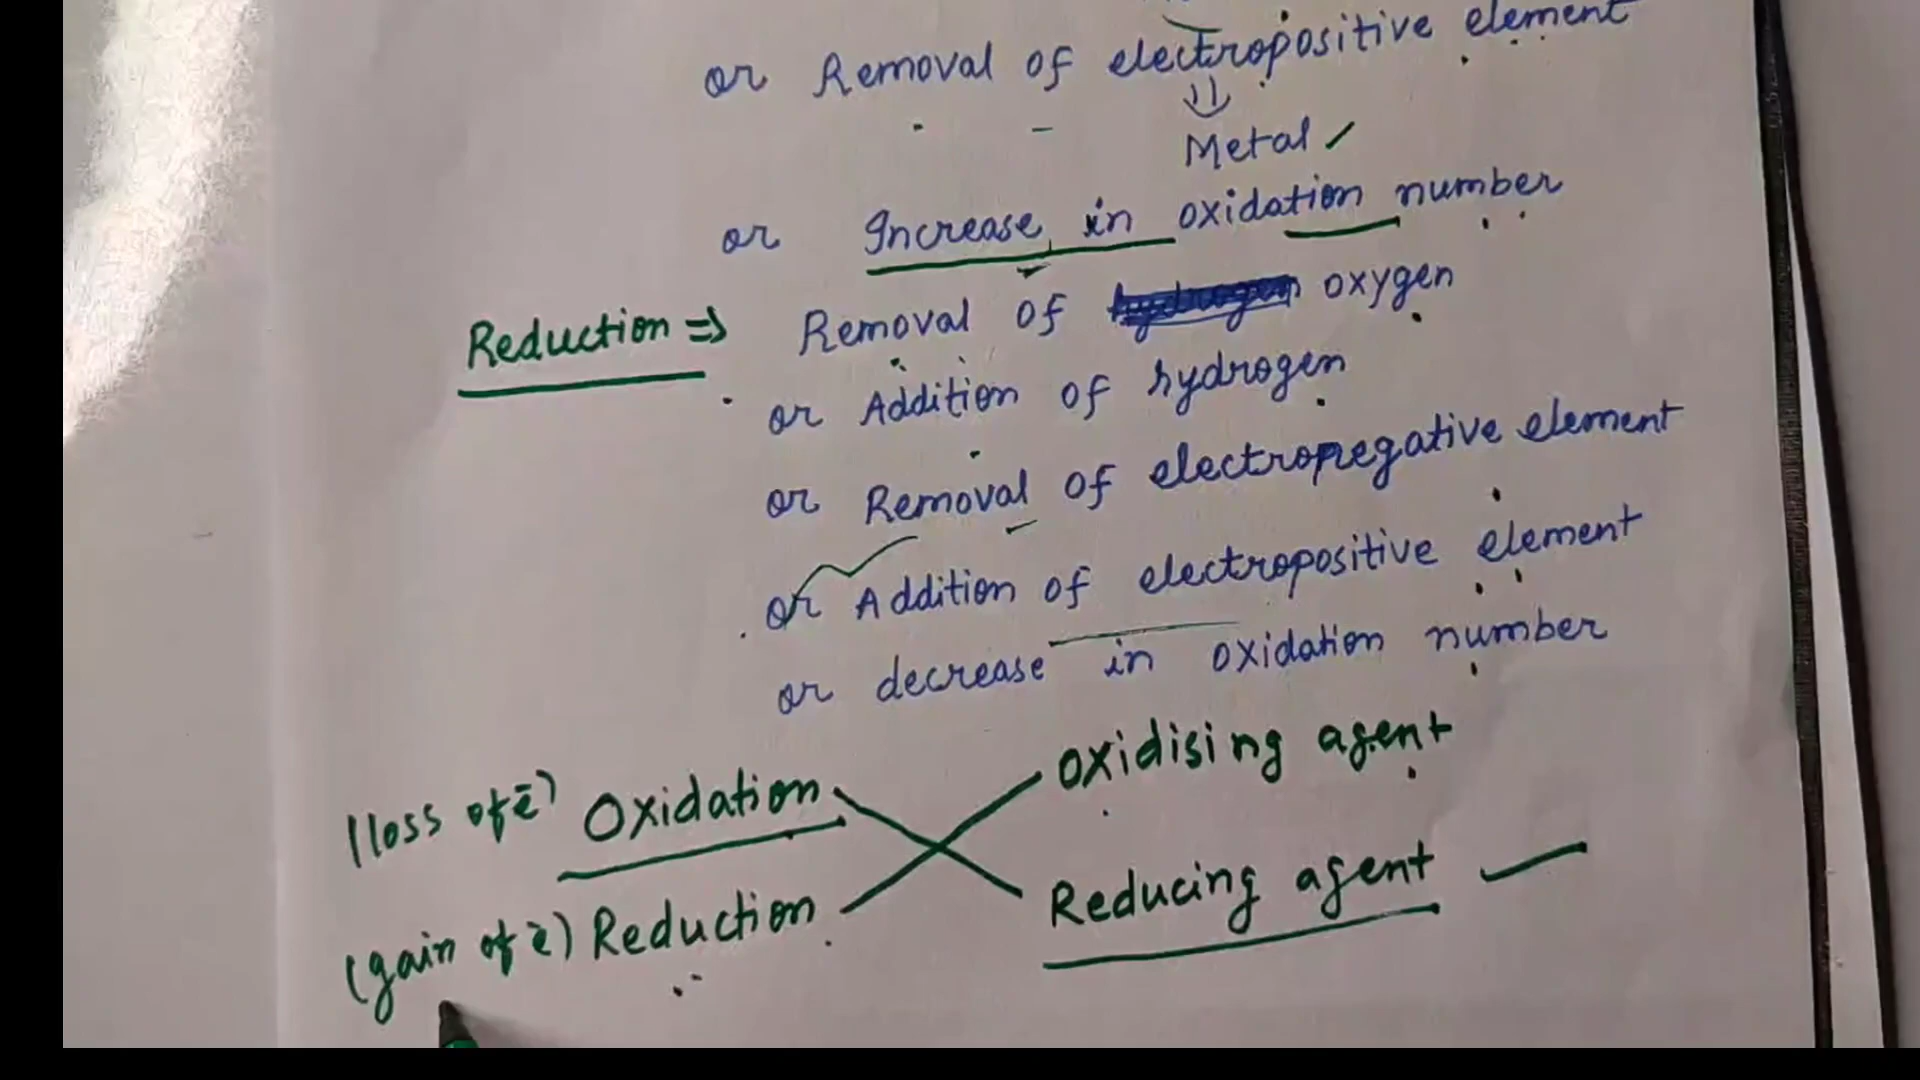 or Removal of electropositive element
⇓
Metal ✓
or Increase in oxidation number
Reduction ⇒ Removal of oxygen
or Addition of hydrogen
or Removal of electronegative element
or Addition of electropositive element
or decrease in oxidation number
(loss of ē) Oxidation oxidising agent
(gain of ē) Reduction Reducing agent